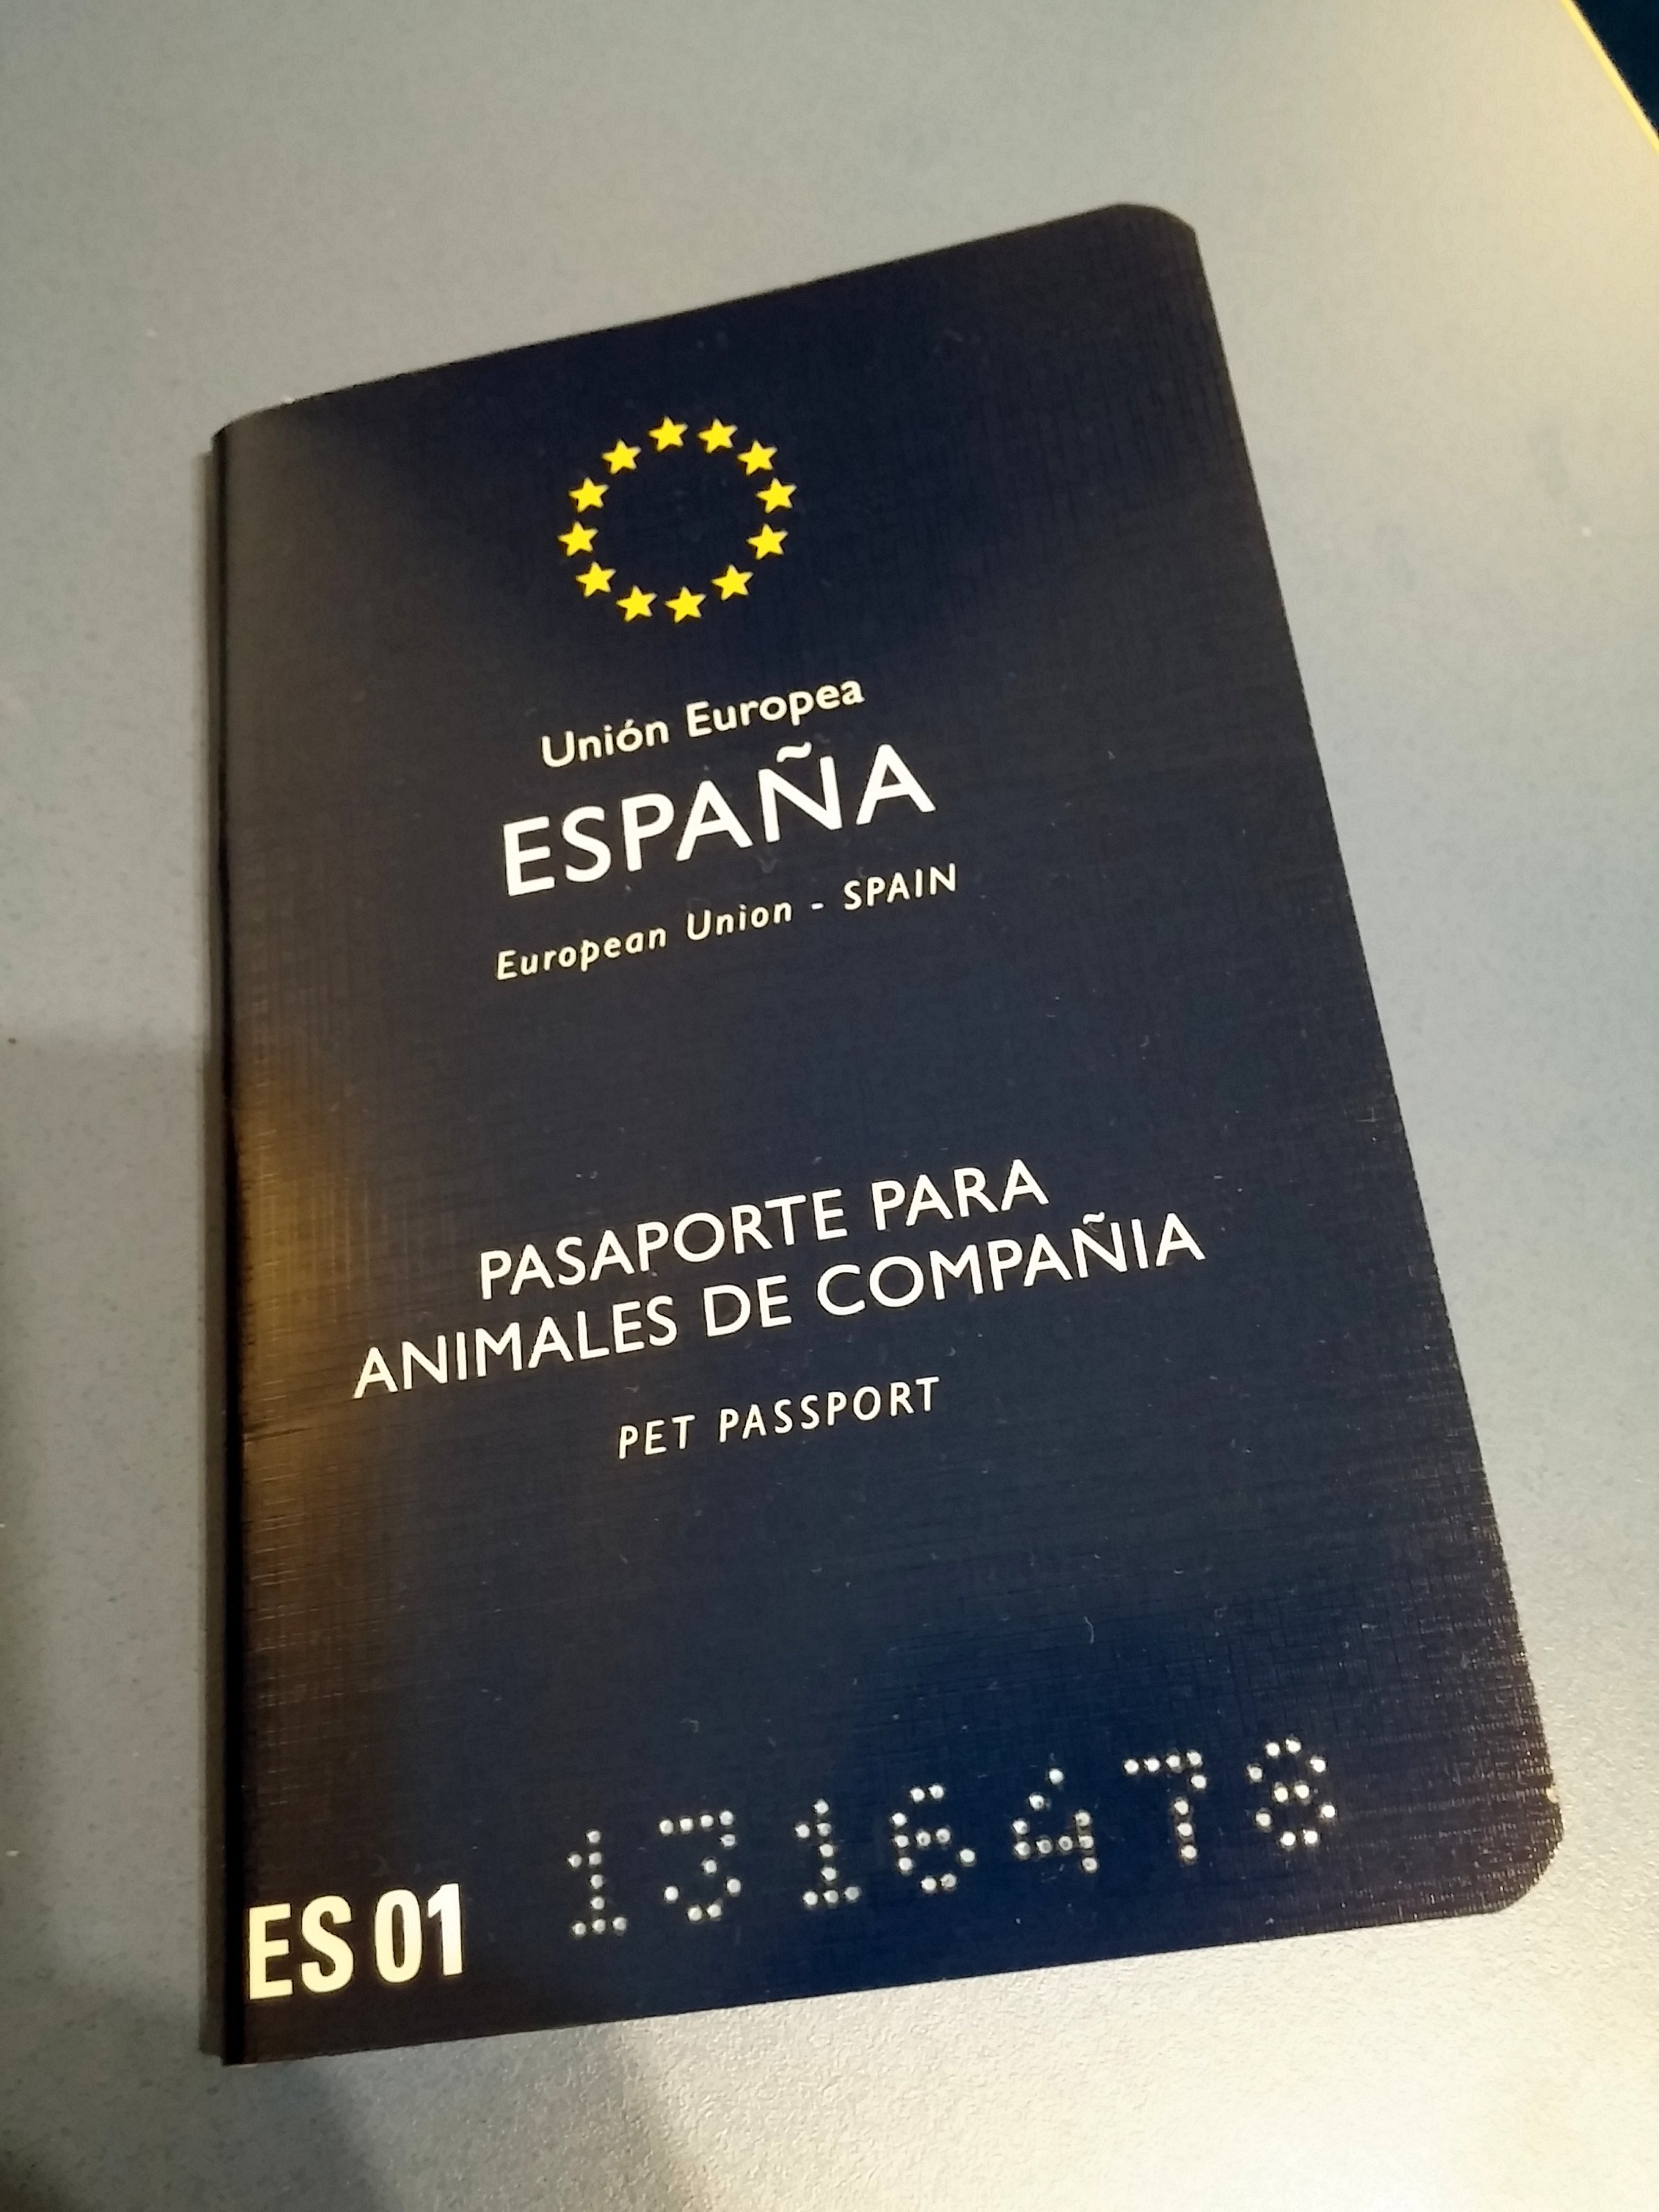 Unión Europea
ESPAÑA
European Union - SPAIN
PASAPORTE PARA
ANIMALES DE COMPAÑIA
PET PASSPORT
ES 01 1316478